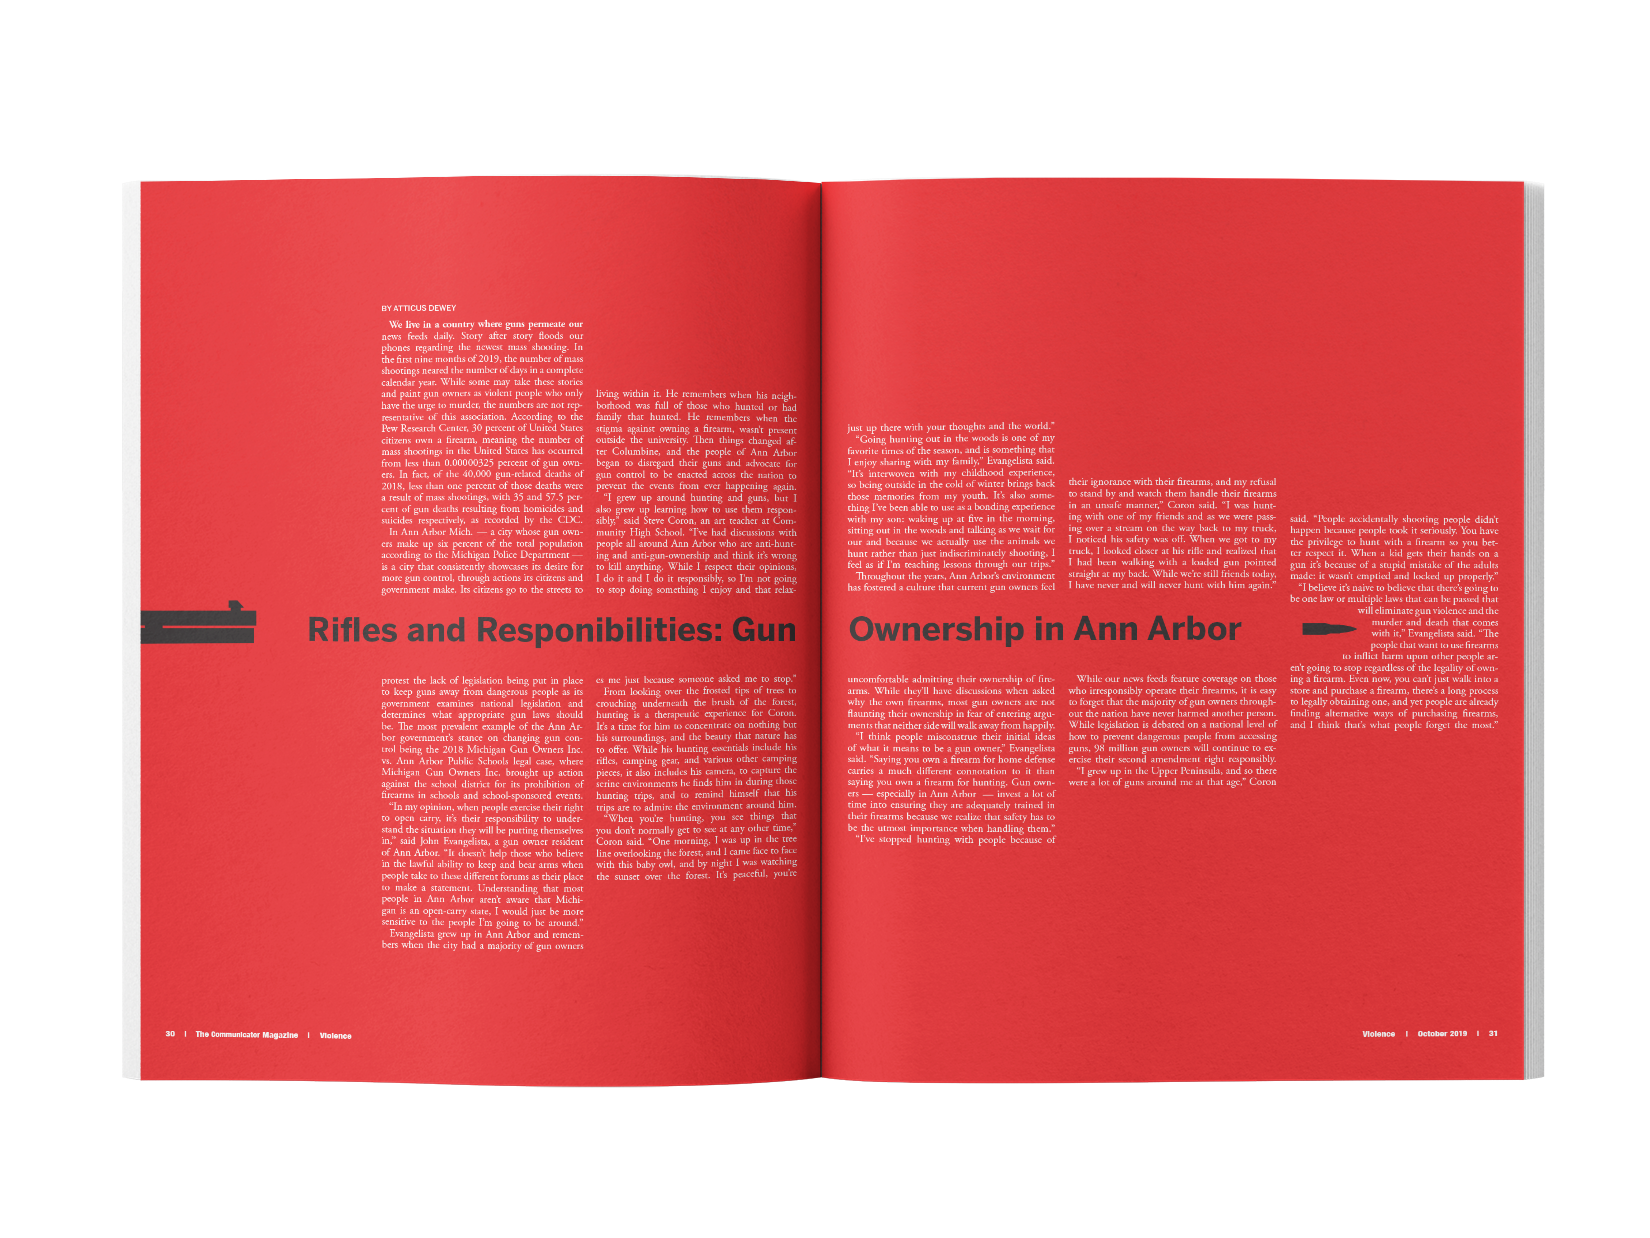 BY ATTICUS DEWEY
We live in a country where guns permeate our
news feeds daily. Story after story floods our
phones regarding the newest mass shooting. In
the first nine months of 2019, the number of mass
shootings neared the number of days in a complete
calendar year. While some may take these stories
and paint gun owners as violent people who only
have the urge to murder, the numbers are not rep-
resentative of this association. According to the
Pew Research Center, 30 percent of United States
citizens own a firearm, meaning the number of
mass shootings in the United States has occurred
from less than 0.00000325 percent of gun own-
ers. In fact, of the 40,000 gun-related deaths of
2018, less than one percent of those deaths were
a result of mass shootings, with 35 and 57.5 per-
cent of gun deaths resulting from homicides and
suicides respectively, as recorded by the CDC.
In Ann Arbor Mich. — a city whose gun own-
ers make up six percent of the total population
according to the Michigan Police Department —
is a city that consistently showcases its desire for
more gun control, through actions its citizens and
government make. Its citizens go to the streets to
Rifles and Responibilities: Gun Ownership in Ann Arbor
protest the lack of legislation being put in place
to keep guns away from dangerous people as its
government examines national legislation and
determines what appropriate gun laws should
be. The most prevalent example of the Ann Ar-
bor government's stance on changing gun con-
trol being the 2018 Michigan Gun Owners Inc.
vs. Ann Arbor Public Schools legal case, where
Michigan Gun Owners Inc. brought up action
against the school district for its prohibition of
firearms in schools and school-sponsored events.
"In my opinion, when people exercise their right
to open carry, it's their responsibility to under-
stand the situation they will be putting themselves
in," said John Evangelista, a gun owner resident
of Ann Arbor. "It doesn't help those who believe
in the lawful ability to keep and bear arms when
people take to these different forums as their place
to make a statement. Understanding that most
people in Ann Arbor aren't aware that Michi-
gan is an open-carry state, I would just be more
sensitive to the people I'm going to be around."
Evangelista grew up in Ann Arbor and remem-
bers when the city had a majority of gun owners
living within it. He remembers when his neigh-
borhood was full of those who hunted or had
family that hunted. He remembers when the
stigma against owning a firearm, wasn't present
outside the university. Then things changed af-
ter Columbine, and the people of Ann Arbor
began to disregard their guns and advocate for
gun control to be enacted across the nation to
prevent the events from ever happening again.
"I grew up around hunting and guns, but I
also grew up learning how to use them respon-
sibly," said Steve Coron, an art teacher at Com-
munity High School. "I've had discussions with
people all around Ann Arbor who are anti-hunt-
ing and anti-gun-ownership and think it's wrong
to kill anything. While I respect their opinions,
I do it and I do it responsibly, so I'm not going
to stop doing something I enjoy and that relax-
es me just because someone asked me to stop."
From looking over the frosted tips of trees to
crouching underneath the brush of the forest,
hunting is a therapeutic experience for Coron.
It's a time for him to concentrate on nothing but
his surroundings, and the beauty that nature has
to offer. While his hunting essentials include his
rifles, camping gear, and various other camping
pieces, it also includes his camera, to capture the
serine environments he finds him in during those
hunting trips, and to remind himself that his
trips are to admire the environment around him.
"When you're hunting, you see things that
you don't normally get to see at any other time,"
Coron said. "One morning, I was up in the tree
line overlooking the forest, and I came face to face
with this baby owl, and by night I was watching
the sunset over the forest. It's peaceful, you're
just up there with your thoughts and the world."
"Going hunting out in the woods is one of my
favorite times of the season, and is something that
I enjoy sharing with my family," Evangelista said.
"It's interwoven with my childhood experience,
so being outside in the cold of winter brings back
those memories from my youth. It's also some-
thing I've been able to use as a bonding experience
with my son: waking up at five in the morning,
sitting out in the woods and talking as we wait for
our and because we actually use the animals we
hunt rather than just indiscriminately shooting, I
feel as if I'm teaching lessons through our trips."
Throughout the years, Ann Arbor's environment
has fostered a culture that current gun owners feel
uncomfortable admitting their ownership of fire-
arms. While they'll have discussions when asked
why the own firearms, most gun owners are not
flaunting their ownership in fear of entering argu-
ments that neither side will walk away from happily.
"I think people misconstrue their initial ideas
of what it means to be a gun owner," Evangelista
said. "Saying you own a firearm for home defense
carries a much different connotation to it than
saying you own a firearm for hunting. Gun own-
ers — especially in Ann Arbor — invest a lot of
time into ensuring they are adequately trained in
their firearms because we realize that safety has to
be the utmost importance when handling them."
"I've stopped hunting with people because of
their ignorance with their firearms, and my refusal
to stand by and watch them handle their firearms
in an unsafe manner," Coron said. "I was hunt-
ing with one of my friends and as we were pass-
ing over a stream on the way back to my truck,
I noticed his safety was off. When we got to my
truck, I looked closer at his rifle and realized that
I had been walking with a loaded gun pointed
straight at my back. While we're still friends today,
I have never and will never hunt with him again."
While our news feeds feature coverage on those
who irresponsibly operate their firearms, it is easy
to forget that the majority of gun owners through-
out the nation have never harmed another person.
While legislation is debated on a national level of
how to prevent dangerous people from accessing
guns, 98 million gun owners will continue to ex-
ercise their second amendment right responsibly.
"I grew up in the Upper Peninsula, and so there
were a lot of guns around me at that age," Coron
said. "People accidentally shooting people didn't
happen because people took it seriously. You have
the privilege to hunt with a firearm so you bet-
ter respect it. When a kid gets their hands on a
gun it's because of a stupid mistake of the adults
made: it wasn't emptied and locked up properly."
"I believe it's naive to believe that there's going to
be one law or multiple laws that can be passed that
will eliminate gun violence and the
murder and death that comes
with it," Evangelista said. "The
people that want to use firearms
to inflict harm upon other people ar-
en't going to stop regardless of the legality of own-
ing a firearm. Even now, you can't just walk into a
store and purchase a firearm, there's a long process
to legally obtaining one, and yet people are already
finding alternative ways of purchasing firearms,
and I think that's what people forget the most."
30 | The Communicator Magazine | Violence
Violence | October 2019 | 31